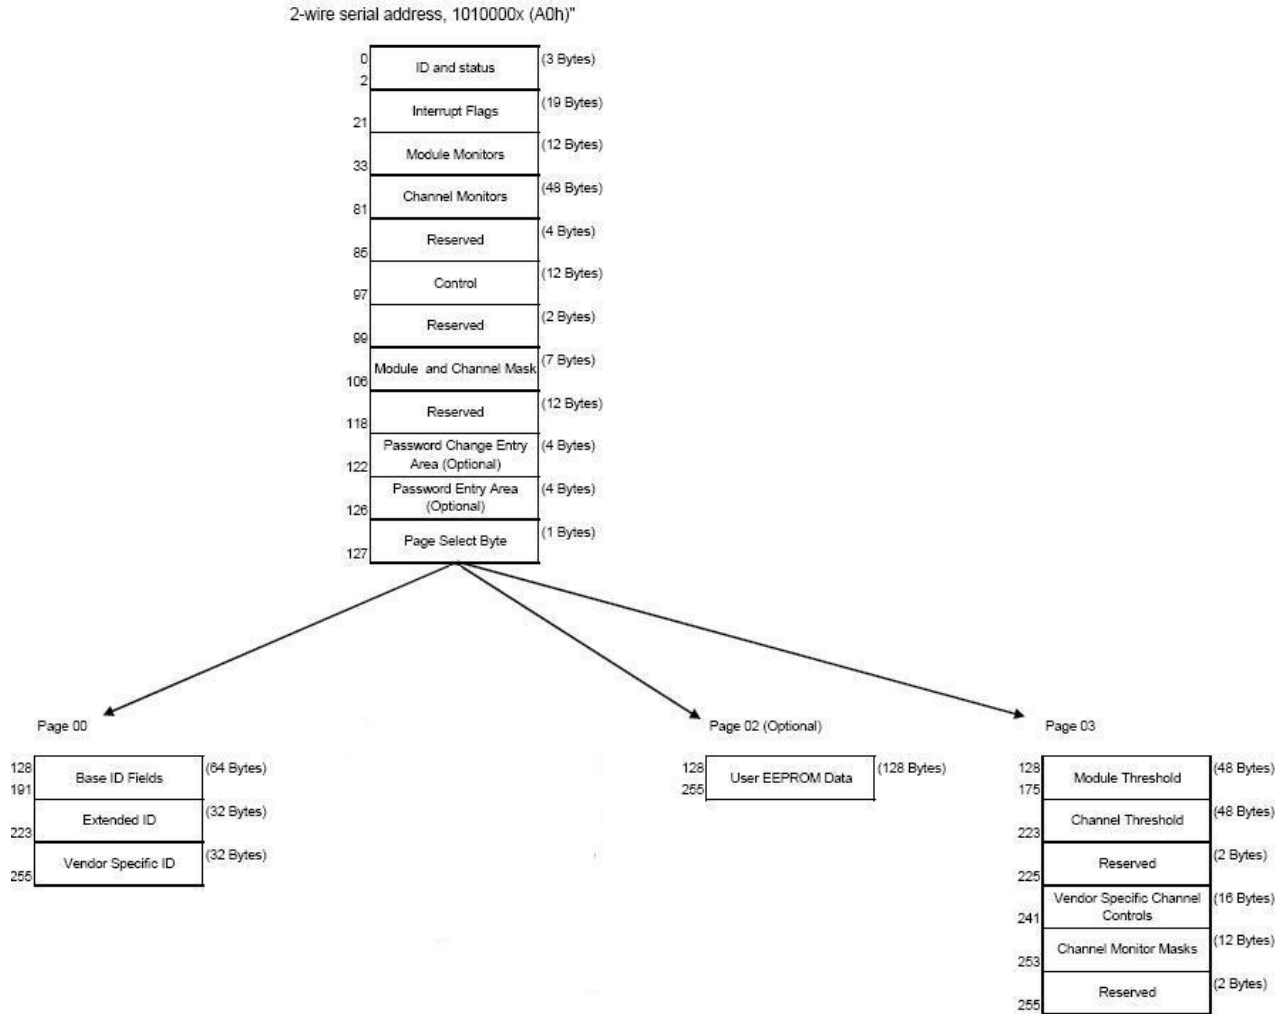 2-wire serial address, 1010000x (A0h)"
0
2
ID and status
(3 Bytes)
21
Interrupt Flags
(19 Bytes)
33
Module Monitors
(12 Bytes)
81
Channel Monitors
(48 Bytes)
85
Reserved
(4 Bytes)
97
Control
(12 Bytes)
99
Reserved
(2 Bytes)
106
Module and Channel Mask
(7 Bytes)
118
Reserved
(12 Bytes)
122
Password Change Entry
Area (Optional)
(4 Bytes)
126
Password Entry Area
(Optional)
(4 Bytes)
127
Page Select Byte
(1 Bytes)
Page 00
128
191
Base ID Fields
(64 Bytes)
223
Extended ID
(32 Bytes)
255
Vendor Specific ID
(32 Bytes)
Page 02 (Optional)
128
255
User EEPROM Data
(128 Bytes)
Page 03
128
175
Module Threshold
(48 Bytes)
223
Channel Threshold
(48 Bytes)
225
Reserved
(2 Bytes)
241
Vendor Specific Channel
Controls
(16 Bytes)
253
Channel Monitor Masks
(12 Bytes)
255
Reserved
(2 Bytes)